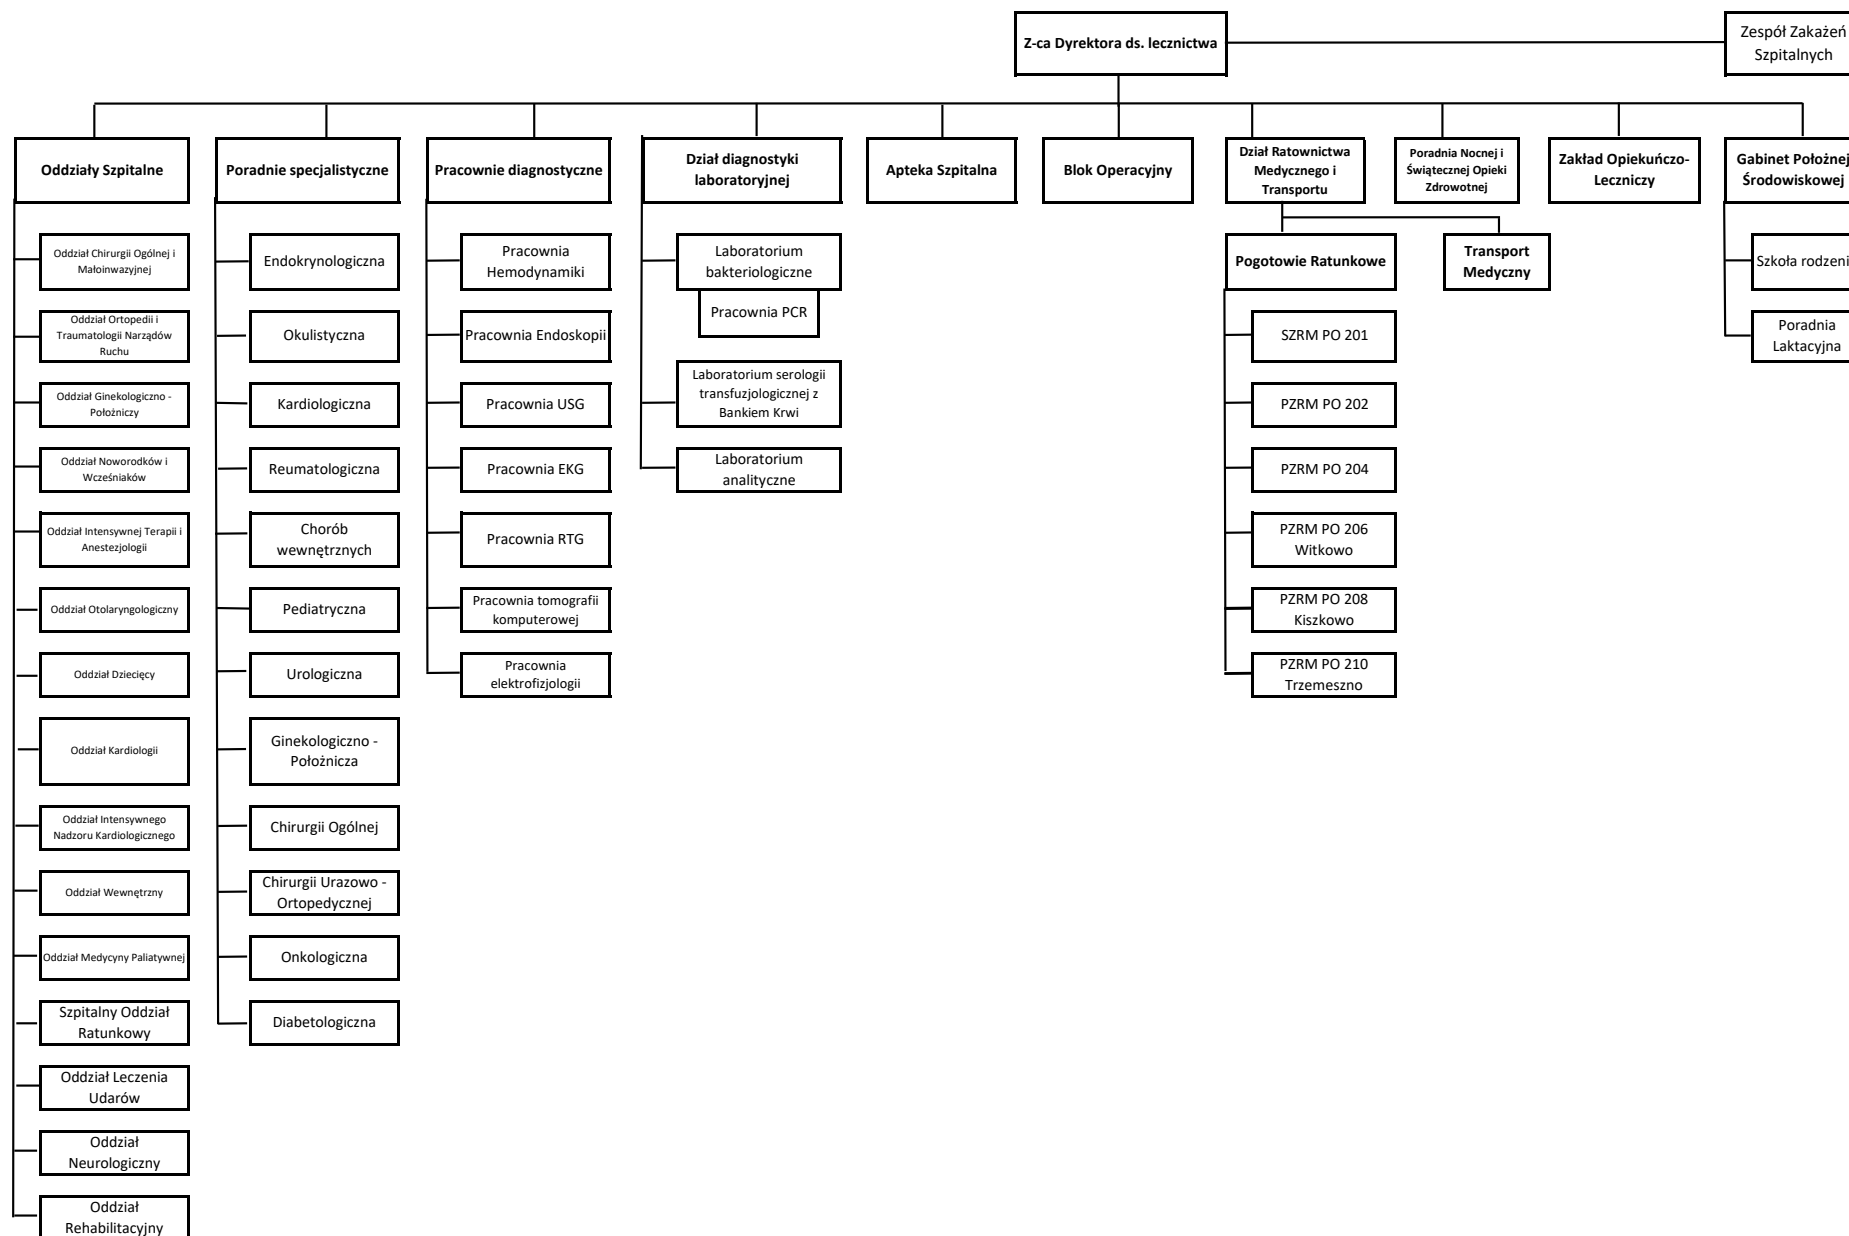 Z-ca Dyrektora ds. lecznictwa
Zespół Zakażeń
Szpitalnych
Oddziały Szpitalne
Poradnie specjalistyczne
Pracownie diagnostyczne
Dział diagnostyki
laboratoryjnej
Apteka Szpitalna
Blok Operacyjny
Dział Ratownictwa
Medycznego i
Transportu
Poradnia Nocnej i
Świątecznej Opieki
Zdrowotnej
Zakład Opiekuńczo-
Leczniczy
Gabinet Położnej
Środowiskowej
Oddział Chirurgii Ogólnej i
Małoinwazyjnej
Oddział Ortopedii i
Traumatologii Narządów
Ruchu
Oddział Ginekologiczno -
Położniczy
Oddział Noworodków i
Wcześniaków
Oddział Intensywnej Terapii i
Anestezjologii
Oddział Otolaryngologiczny
Oddział Dziecięcy
Oddział Kardiologii
Oddział Intensywnego
Nadzoru Kardiologicznego
Oddział Wewnętrzny
Oddział Medycyny Paliatywnej
Szpitalny Oddział
Ratunkowy
Oddział Leczenia
Udarów
Oddział
Neurologiczny
Oddział
Rehabilitacyjny
Endokrynologiczna
Okulistyczna
Kardiologiczna
Reumatologiczna
Chorób
wewnętrznych
Pediatryczna
Urologiczna
Ginekologiczno -
Położnicza
Chirurgii Ogólnej
Chirurgii Urazowo -
Ortopedycznej
Onkologiczna
Diabetologiczna
Pracownia
Hemodynamiki
Pracownia Endoskopii
Pracownia USG
Pracownia EKG
Pracownia RTG
Pracownia tomografii
komputerowej
Pracownia
elektrofizjologii
Laboratorium
bakteriologiczne
Pracownia PCR
Laboratorium serologii
transfuzjologicznej z
Bankiem Krwi
Laboratorium
analityczne
Pogotowie Ratunkowe
Transport
Medyczny
SZRM PO 201
PZRM PO 202
PZRM PO 204
PZRM PO 206
Witkowo
PZRM PO 208
Kiszkowo
PZRM PO 210
Trzemeszno
Szkoła rodzeni
Poradnia
Laktacyjna